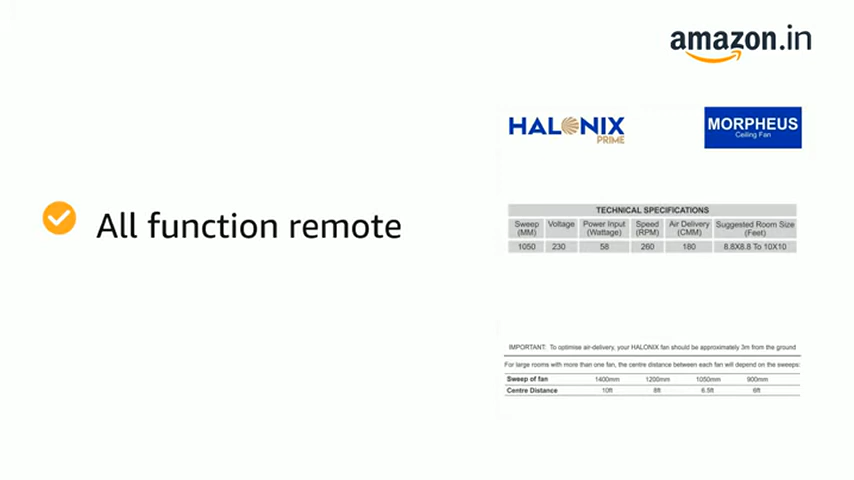 amazon.in
HALONIX
PRIME
MORPHEUS
Ceiling Fan
All function remote
TECHNICAL SPECIFICATIONS
Sweep (MM) Voltage Power Input (Wattage) Speed (RPM) Air Delivery (CMM) Suggested Room Size (Feet)
1050 230 58 260 180 8.8X8.8 To 10X10
IMPORTANT: To optimise air-delivery, your HALONIX fan should be approximately 3m from the ground
For large rooms with more than one fan, the centre distance between each fan will depend on the sweeps:
Sweep of fan 1400mm 1200mm 1050mm 900mm
Centre Distance 10ft 8ft 6.5ft 6ft